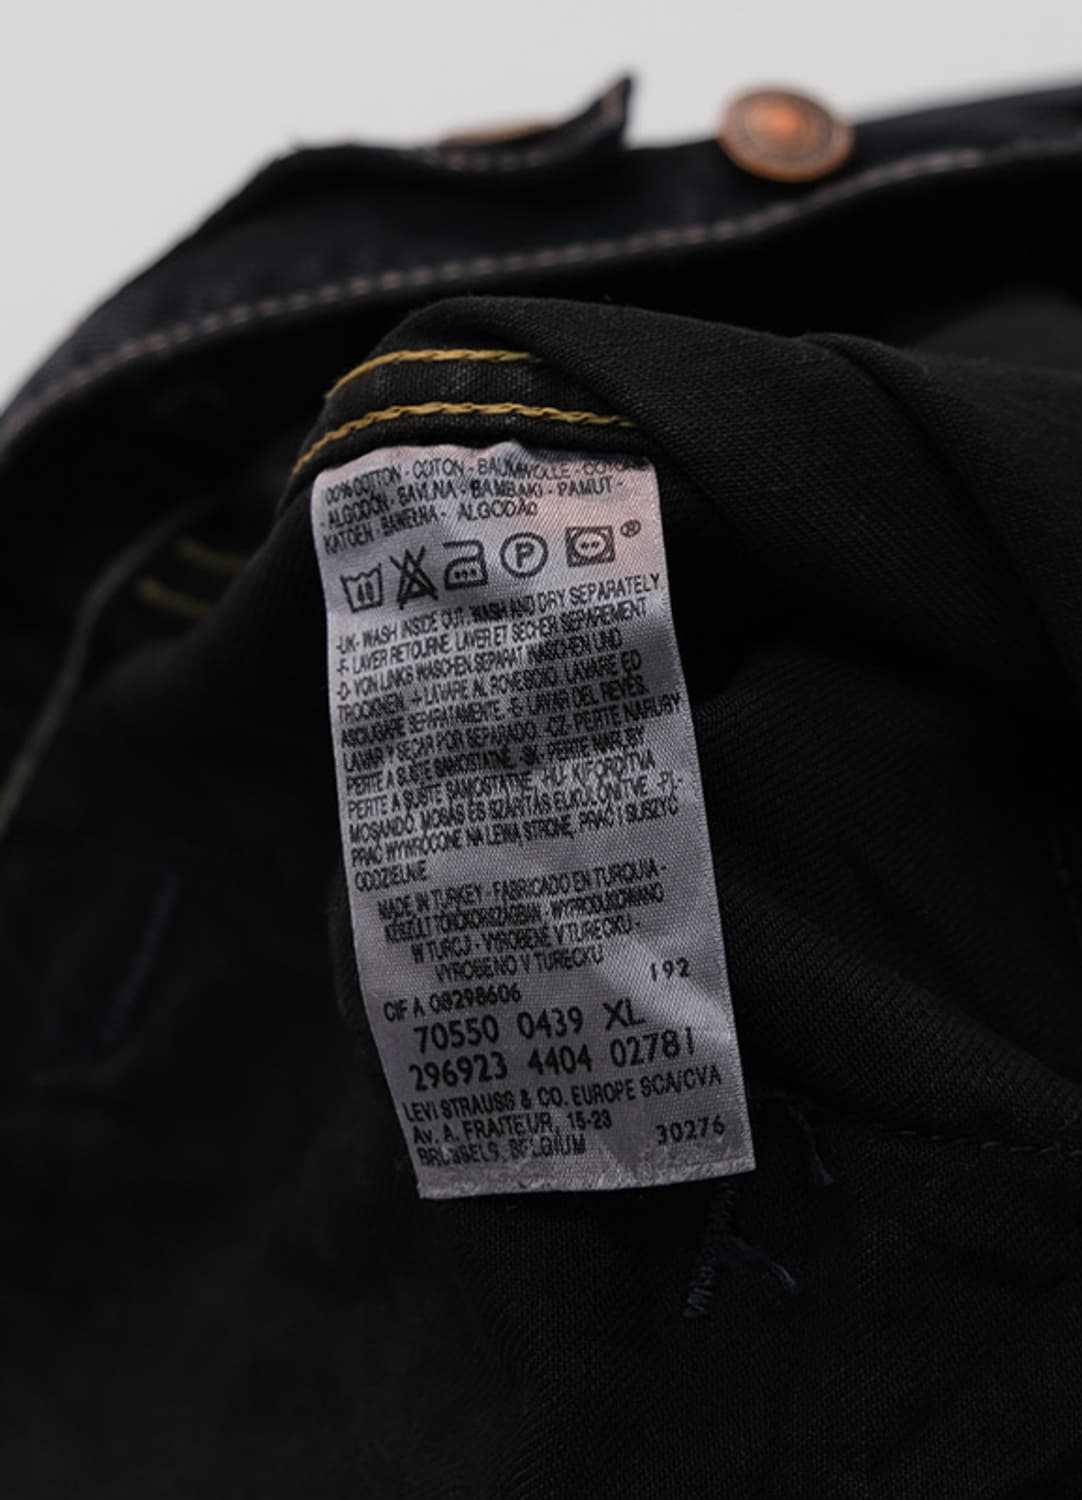 100% COTTON - COTON - BAUMWOLLE - COTONE
- ALGODÓN - BAVLNA - BAMBAKI - PAMUT -
KATOEN - BAWEŁNA - ALGODÃO
40 P ®
-UK- WASH INSIDE OUT. WASH AND DRY SEPARATELY
-F- LAVER RETOURNE. LAVER ET SECHER SEPAREMENT
-D- VON LINKS WASCHEN. SEPARAT WASCHEN UND
TROCKNEN. -I- LAVARE AL ROVESCIO. LAVARE ED
ASCIUGARE SEPARATAMENTE. -E- LAVAR DEL REVÉS.
LAVAR Y SECAR POR SEPARADO. -CZ- PERTE NARUBY
PERTE A SUŠTE SAMOSTATNE. -SK- PERTE NARUBY
PERTE A SUŠTE SAMOSTATNE. -HU- KIFORDÍTVA
MOSANDÓ. MOSÁS ÉS SZÁRÍTÁS ELKÜLÖNÍTVE. -PL-
PRAĆ WYWRÓCONE NA LEWĄ STRONĘ, PRAĆ I SUSZYĆ
ODDZIELNIE
MADE IN TURKEY - FABRICADO EN TURQUIA -
KÉSZÜLT TÖRÖKORSZÁGBAN - WYPRODUKOWANO
W TURCJI - VYROBENÉ V TURECKU -
VYROBENO V TURECKU
192
CIF A 08298606
70550 0439 XL
296923 4404 02781
LEVI STRAUSS & CO. EUROPE SCA/CVA
Av. A. FRAITEUR, 15-23
BRUSSELS, BELGIUM 30276